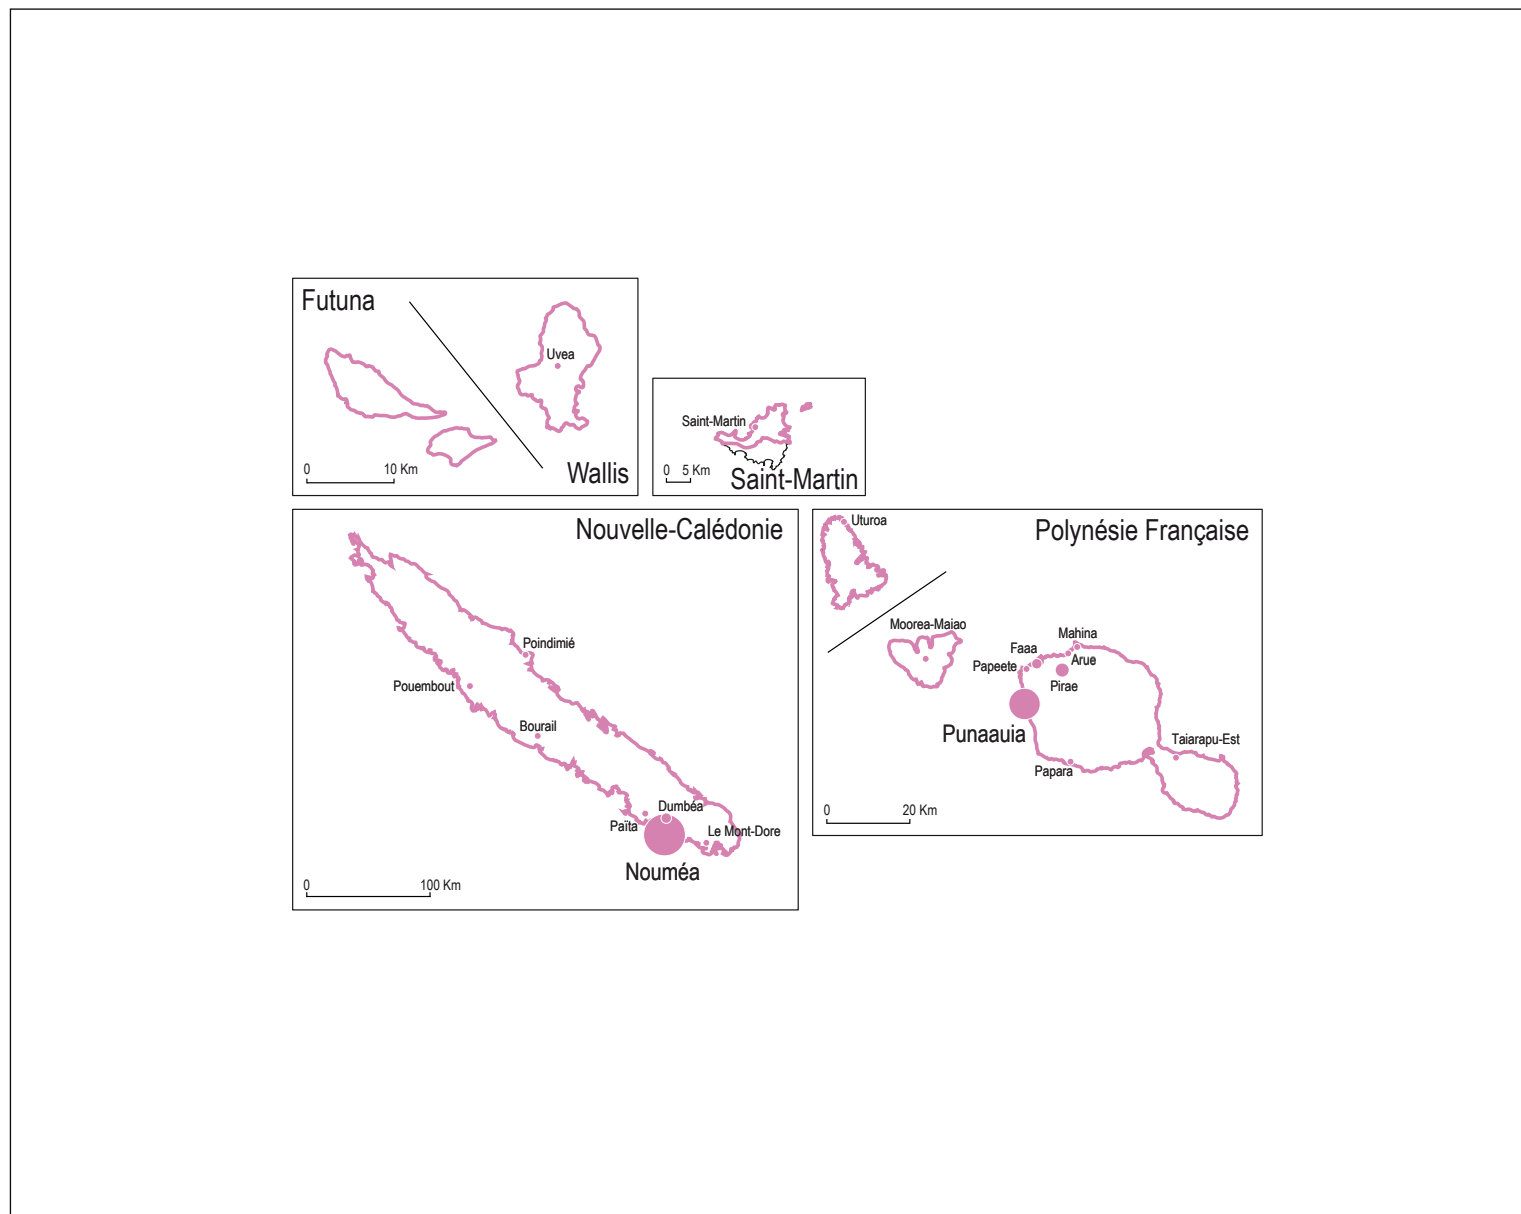 Futuna
Uvea
0 10 Km
Wallis
Saint-Martin
0 5 Km
Saint-Martin
Nouvelle-Calédonie
Poindimié
Pouembout
Bourail
Dumbéa
Païta
Le Mont-Dore
Nouméa
0 100 Km
Uturoa
Polynésie Française
Moorea-Maiao
Mahina
Faaa
Arue
Papeete
Pirae
Punaauia
Taiarapu-Est
Papara
0 20 Km